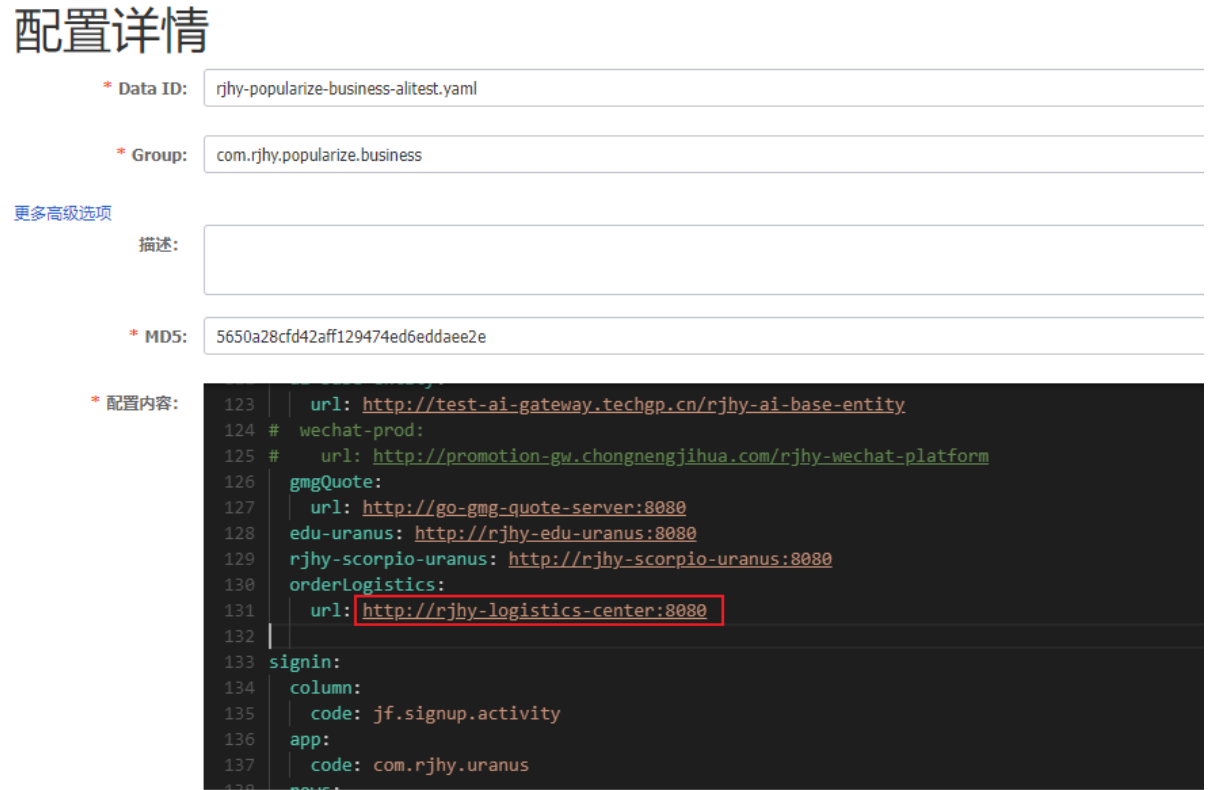 配置详情
* Data ID: rjhy-popularize-business-alitest.yaml
* Group: com.rjhy.popularize.business
更多高级选项
描述:
* MD5: 5650a28cfd42aff129474ed6eddaee2e
* 配置内容:
123 url: http://test-ai-gateway.techgp.cn/rjhy-ai-base-entity
124 # wechat-prod:
125 # url: http://promotion-gw.chongnengjihua.com/rjhy-wechat-platform
126 gmgQuote:
127 url: http://go-gmg-quote-server:8080
128 edu-uranus: http://rjhy-edu-uranus:8080
129 rjhy-scorpio-uranus: http://rjhy-scorpio-uranus:8080
130 orderLogistics:
131 url: http://rjhy-logistics-center:8080
132
133 signin:
134 column:
135 code: jf.signup.activity
136 app:
137 code: com.rjhy.uranus